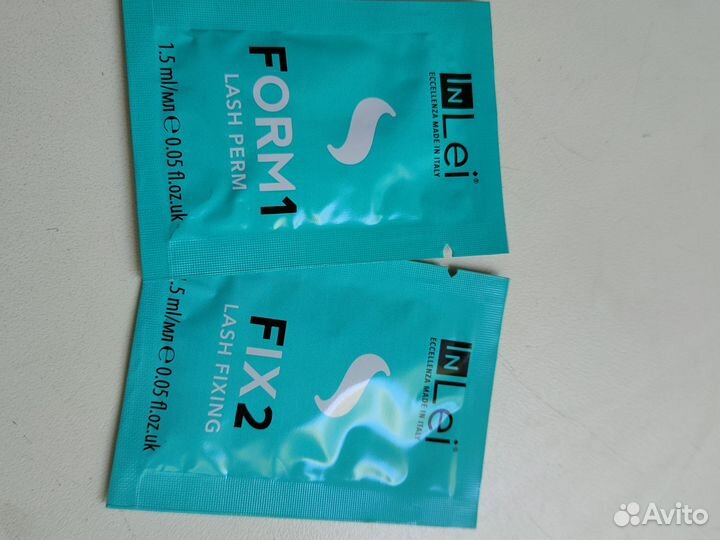 INLei®
ECCELLENZA MADE IN ITALY
FORM1
LASH PERM
1.5 ml/мл ℮ 0.05 fl.oz.uk
INLei®
ECCELLENZA MADE IN ITALY
FIX2
LASH FIXING
.5 ml/мл ℮ 0.05 fl.oz.uk
Avito